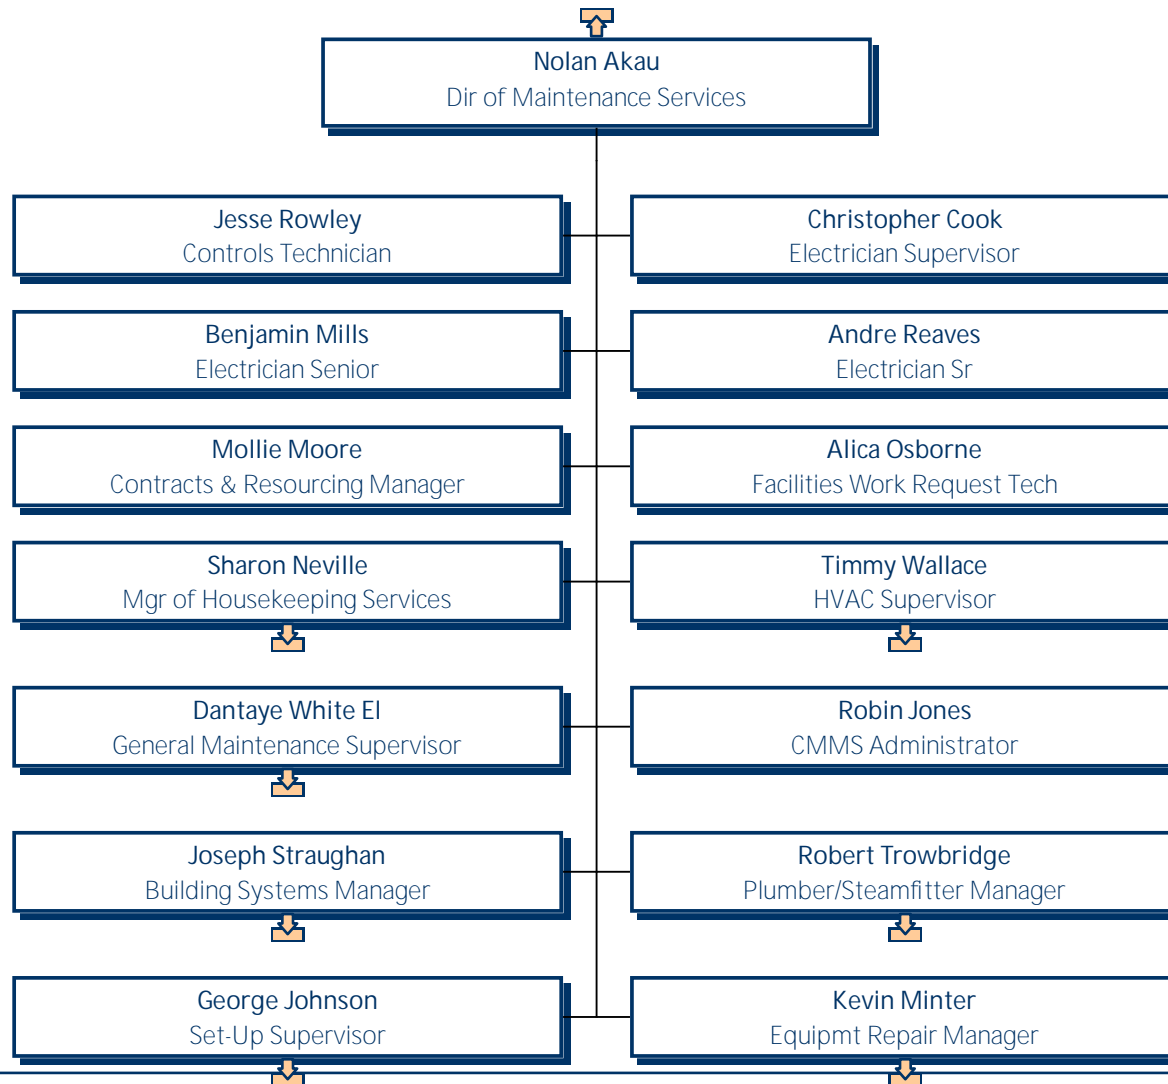 Nolan Akau
Dir of Maintenance Services
Jesse Rowley
Controls Technician
Christopher Cook
Electrician Supervisor
Benjamin Mills
Electrician Senior
Andre Reaves
Electrician Sr
Mollie Moore
Contracts & Resourcing Manager
Alica Osborne
Facilities Work Request Tech
Sharon Neville
Mgr of Housekeeping Services
Timmy Wallace
HVAC Supervisor
Dantaye White El
General Maintenance Supervisor
Robin Jones
CMMS Administrator
Joseph Straughan
Building Systems Manager
Robert Trowbridge
Plumber/Steamfitter Manager
George Johnson
Set-Up Supervisor
Kevin Minter
Equipmt Repair Manager